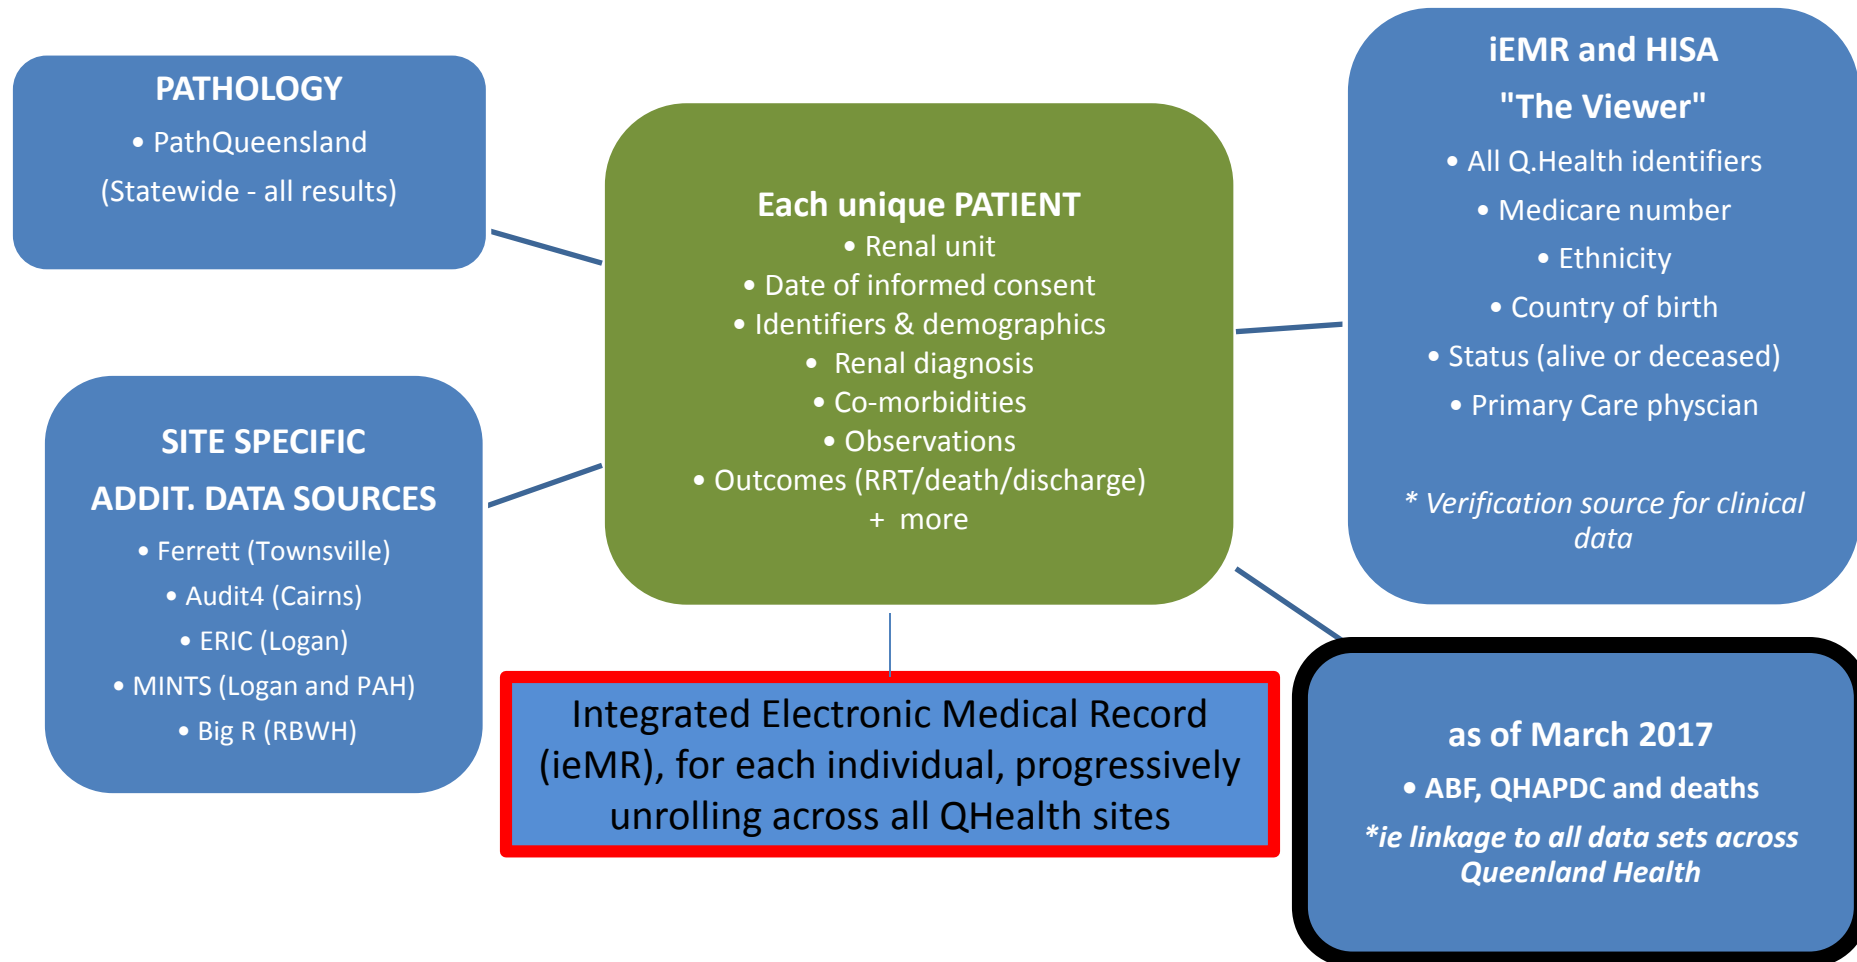 PATHOLOGY
• PathQueensland
(Statewide - all results)
SITE SPECIFIC
ADDIT. DATA SOURCES
• Ferrett (Townsville)
• Audit4 (Cairns)
• ERIC (Logan)
• MINTS (Logan and PAH)
• Big R (RBWH)
Each unique PATIENT
• Renal unit
• Date of informed consent
• Identifiers & demographics
• Renal diagnosis
• Co-morbidities
• Observations
• Outcomes (RRT/death/discharge)
+ more
Integrated Electronic Medical Record
(ieMR), for each individual, progressively
unrolling across all QHealth sites
iEMR and HISA
"The Viewer"
• All Q.Health identifiers
• Medicare number
• Ethnicity
• Country of birth
• Status (alive or deceased)
• Primary Care physcian
* Verification source for clinical
data
as of March 2017
• ABF, QHAPDC and deaths
*ie linkage to all data sets across
Queenland Health